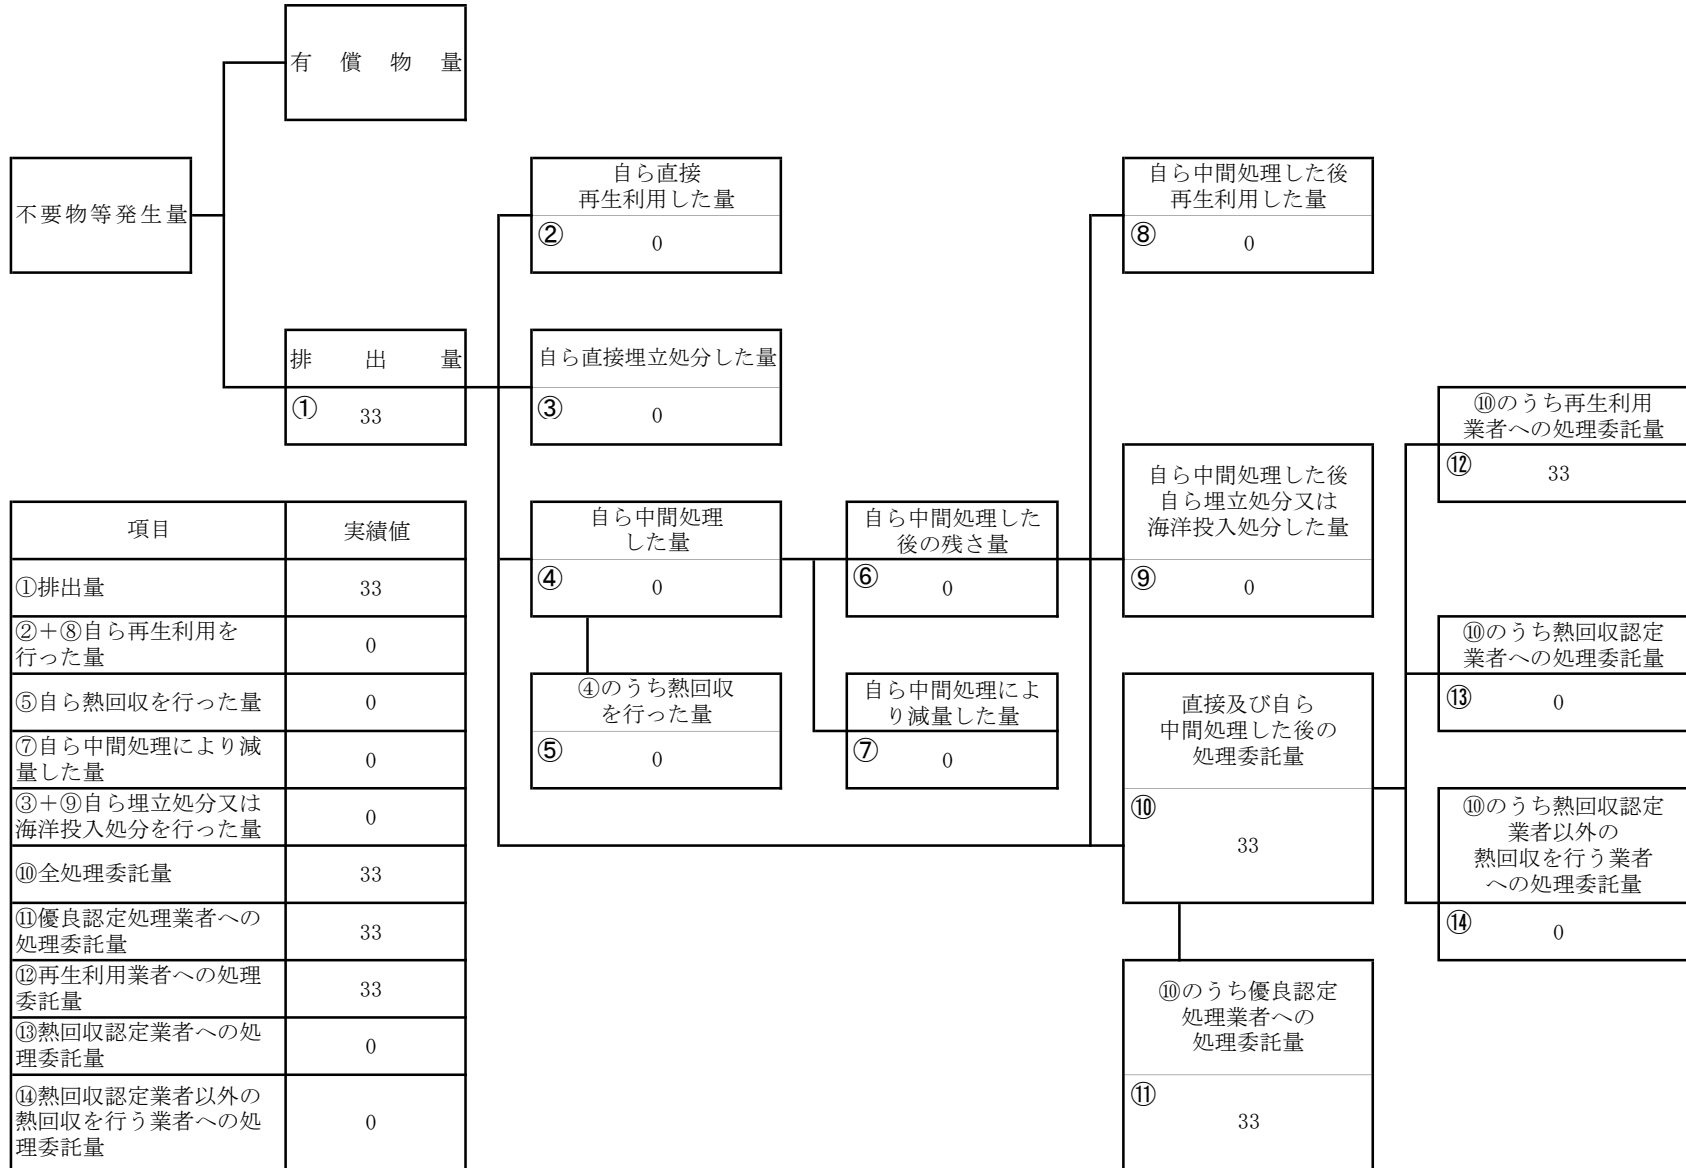 有償物量
不要物等発生量
排出量
① 33
自ら直接
再生利用した量
② 0
自ら直接埋立処分した量
③ 0
自ら中間処理
した量
④ 0
④のうち熱回収
を行った量
⑤ 0
自ら中間処理した
後の残さ量
⑥ 0
自ら中間処理によ
り減量した量
⑦ 0
自ら中間処理した後
再生利用した量
⑧ 0
自ら中間処理した後
自ら埋立処分又は
海洋投入処分した量
⑨ 0
直接及び自ら
中間処理した後の
処理委託量
⑩
33
⑩のうち優良認定
処理業者への
処理委託量
⑪
33
⑩のうち再生利用
業者への処理委託量
⑫ 33
⑩のうち熱回収認定
業者への処理委託量
⑬ 0
⑩のうち熱回収認定
業者以外の
熱回収を行う業者
への処理委託量
⑭ 0
項目 実績値
①排出量 33
②+⑧自ら再生利用を
行った量 0
⑤自ら熱回収を行った量 0
⑦自ら中間処理により減
量した量 0
③+⑨自ら埋立処分又は
海洋投入処分を行った量 0
⑩全処理委託量 33
⑪優良認定処理業者への
処理委託量 33
⑫再生利用業者への処理
委託量 33
⑬熱回収認定業者への処
理委託量 0
⑭熱回収認定業者以外の
熱回収を行う業者への処
理委託量 0